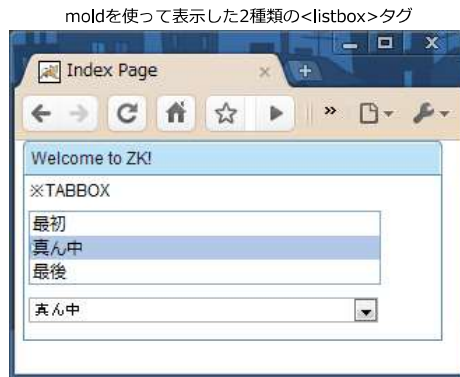 moldを使って表示した2種類の<listbox>タグ
Index Page
Welcome to ZK!
※TABBOX
最初
真ん中
最後
真ん中